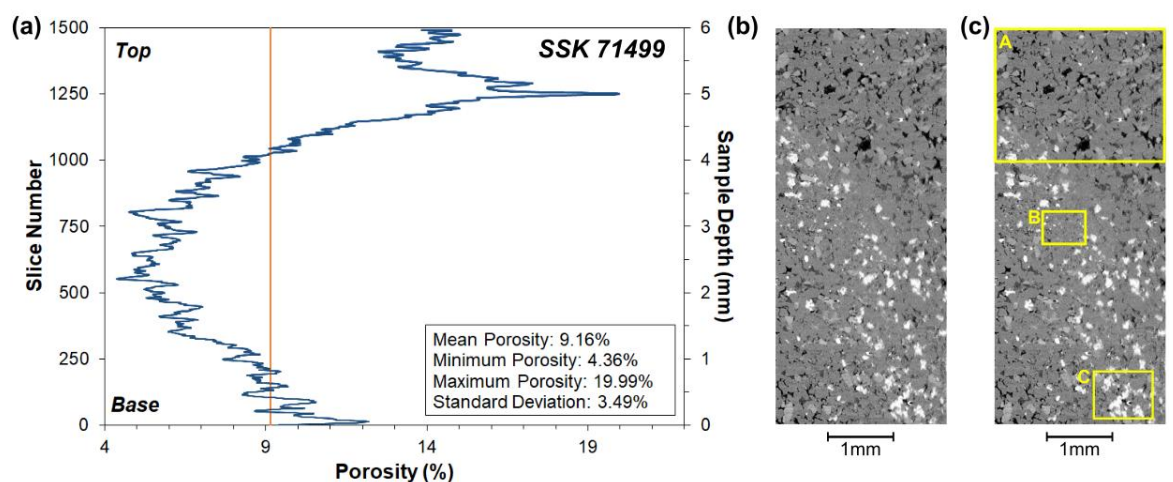 (a)
1500
1250
1000
750
500
250
0
Slice Number
Top
Base
SSK 71499
Mean Porosity: 9.16%
Minimum Porosity: 4.36%
Maximum Porosity: 19.99%
Standard Deviation: 3.49%
4
9
14
19
Porosity (%)
6
5
4
3
2
1
0
Sample Depth (mm)
(b)
1mm
(c)
A
B
C
1mm